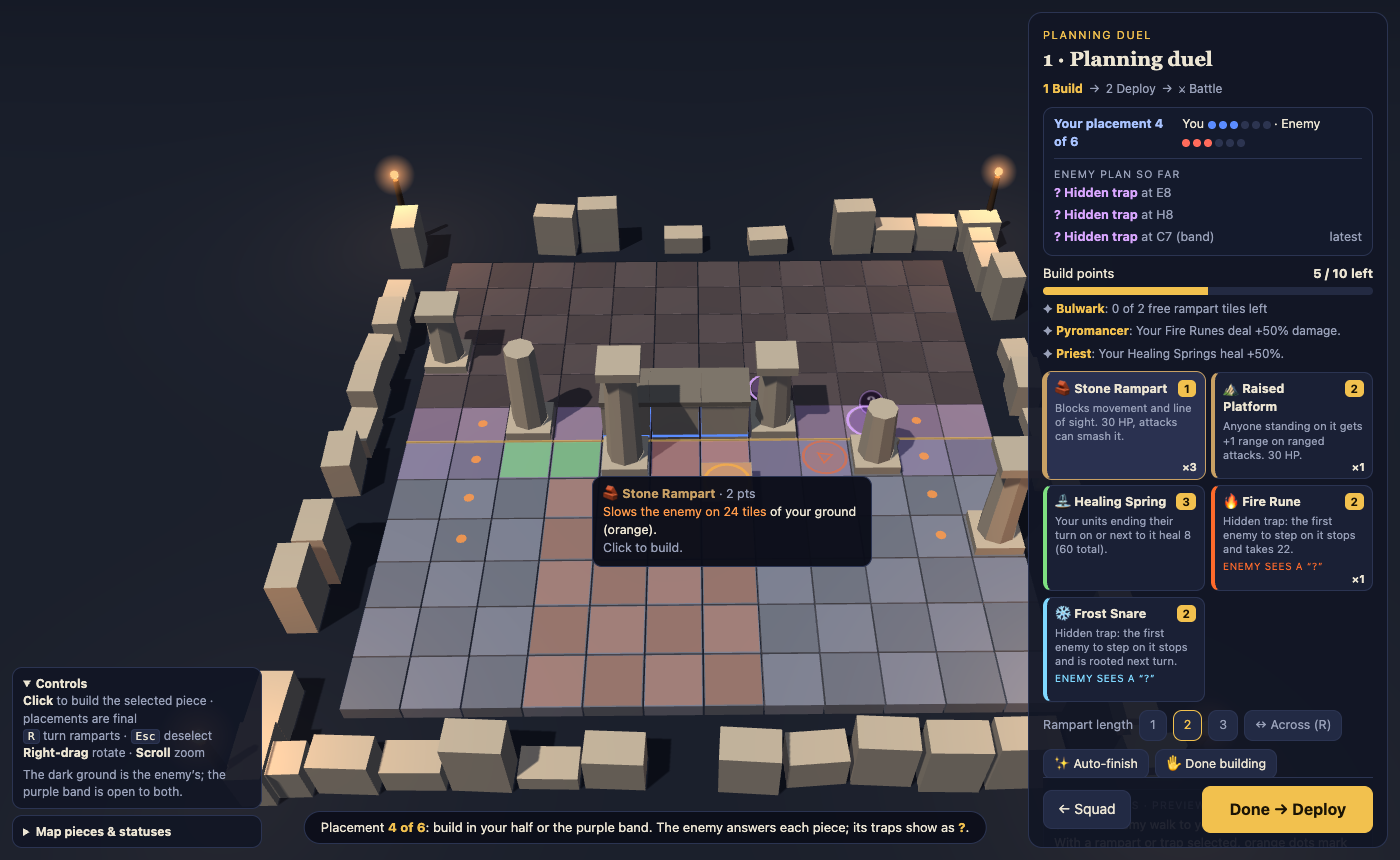 PLANNING DUEL
1 · Planning duel
1 Build → 2 Deploy → ⚔ Battle
Your placement 4 of 6
You · Enemy
ENEMY PLAN SO FAR
? Hidden trap at E8
? Hidden trap at H8
? Hidden trap at C7 (band) latest
Build points 5 / 10 left
✦ Bulwark: 0 of 2 free rampart tiles left
✦ Pyromancer: Your Fire Runes deal +50% damage.
✦ Priest: Your Healing Springs heal +50%.
Stone Rampart 1
Blocks movement and line
of sight. 30 HP, attacks
can smash it.
×3
Raised
Platform 2
Anyone standing on it gets
+1 range on ranged
attacks. 30 HP.
×1
Healing Spring 3
Your units ending their
turn on or next to it heal 8
(60 total).
Fire Rune 2
Hidden trap: the first
enemy to step on it stops
and takes 22.
ENEMY SEES A "?"
×1
Frost Snare 2
Hidden trap: the first
enemy to step on it stops
and is rooted next turn.
ENEMY SEES A "?"
Rampart length 1 2 3 ↔ Across (R)
✨ Auto-finish ✋ Done building
← Squad Done → Deploy
Stone Rampart · 2 pts
Slows the enemy on 24 tiles of your ground
(orange).
Click to build.
▼ Controls
Click to build the selected piece ·
placements are final
R turn ramparts · Esc deselect
Right-drag rotate · Scroll zoom
The dark ground is the enemy's; the
purple band is open to both.
▶ Map pieces & statuses
Placement 4 of 6: build in your half or the purple band. The enemy answers each piece; its traps show as ?.